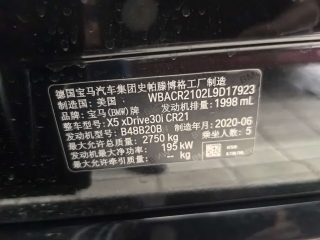 德国宝马汽车集团史帕滕博格工厂制造
制造国：美国 WBACR2102L9D17923
品牌：宝马(BMW)牌 发动机排量：1998 mL
整车型号：X5 xDrive30i CR21
发动机型号：B48B20B 制造年月：2020-06
最大允许总质量：2750 kg 乘坐人数：5
发动机最大净功率：195 kW
最大允许牵引质量：-- kg